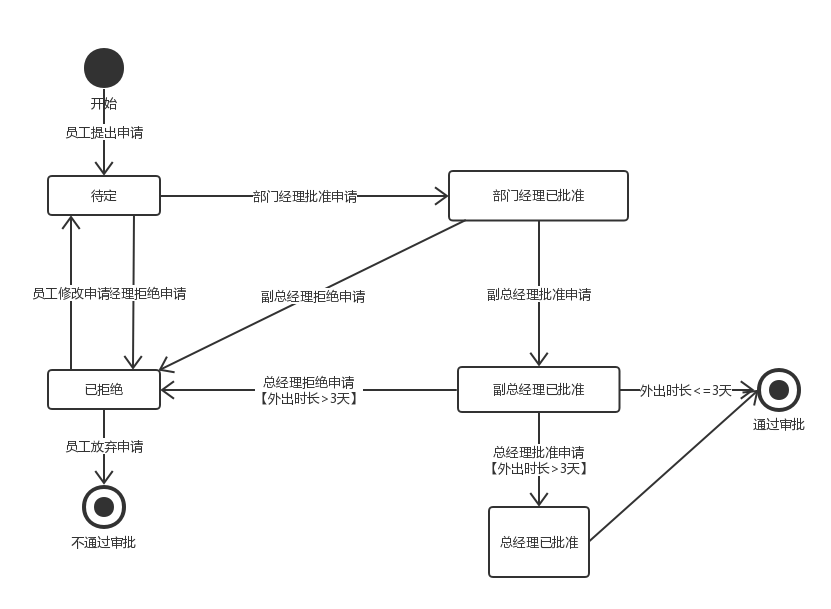 开始
员工提出申请
待定
部门经理批准申请
部门经理已批准
员工修改申请
经理拒绝申请
副总经理拒绝申请
副总经理批准申请
已拒绝
总经理拒绝申请
【外出时长>3天】
副总经理已批准
外出时长<=3天
通过审批
员工放弃申请
总经理批准申请
【外出时长>3天】
不通过审批
总经理已批准